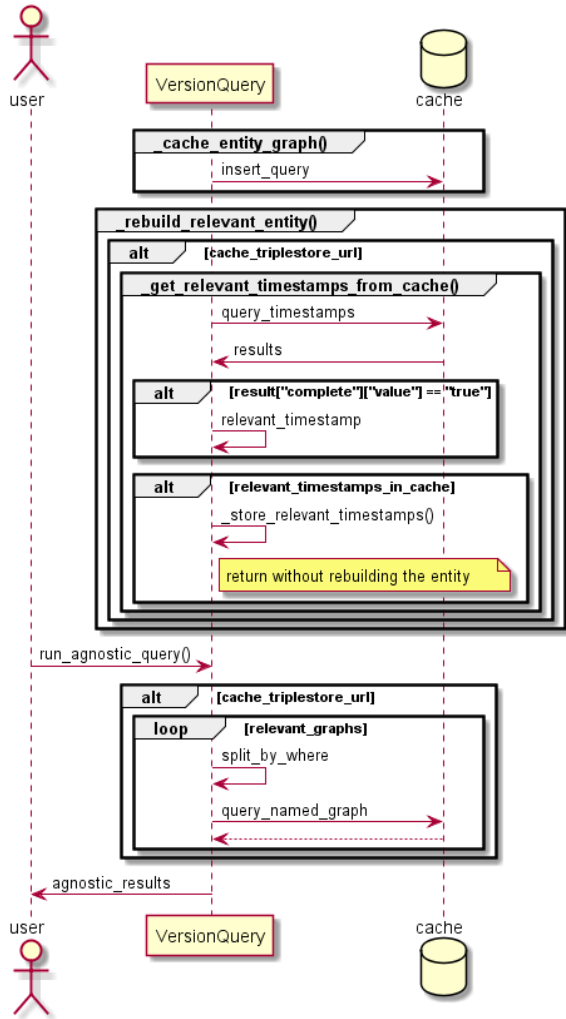 user
VersionQuery
cache
_cache_entity_graph()
insert_query
_rebuild_relevant_entity()
alt [cache_triplestore_url]
_get_relevant_timestamps_from_cache()
query_timestamps
results
alt [result["complete"]["value"] == "true"]
relevant_timestamp
alt [relevant_timestamps_in_cache]
_store_relevant_timestamps()
return without rebuilding the entity
run_agnostic_query()
alt [cache_triplestore_url]
loop [relevant_graphs]
split_by_where
query_named_graph
agnostic_results
user
VersionQuery
cache